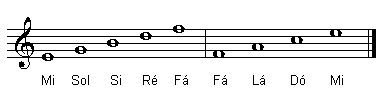 Mi Sol Si Ré Fá Fá Lá Dó Mi